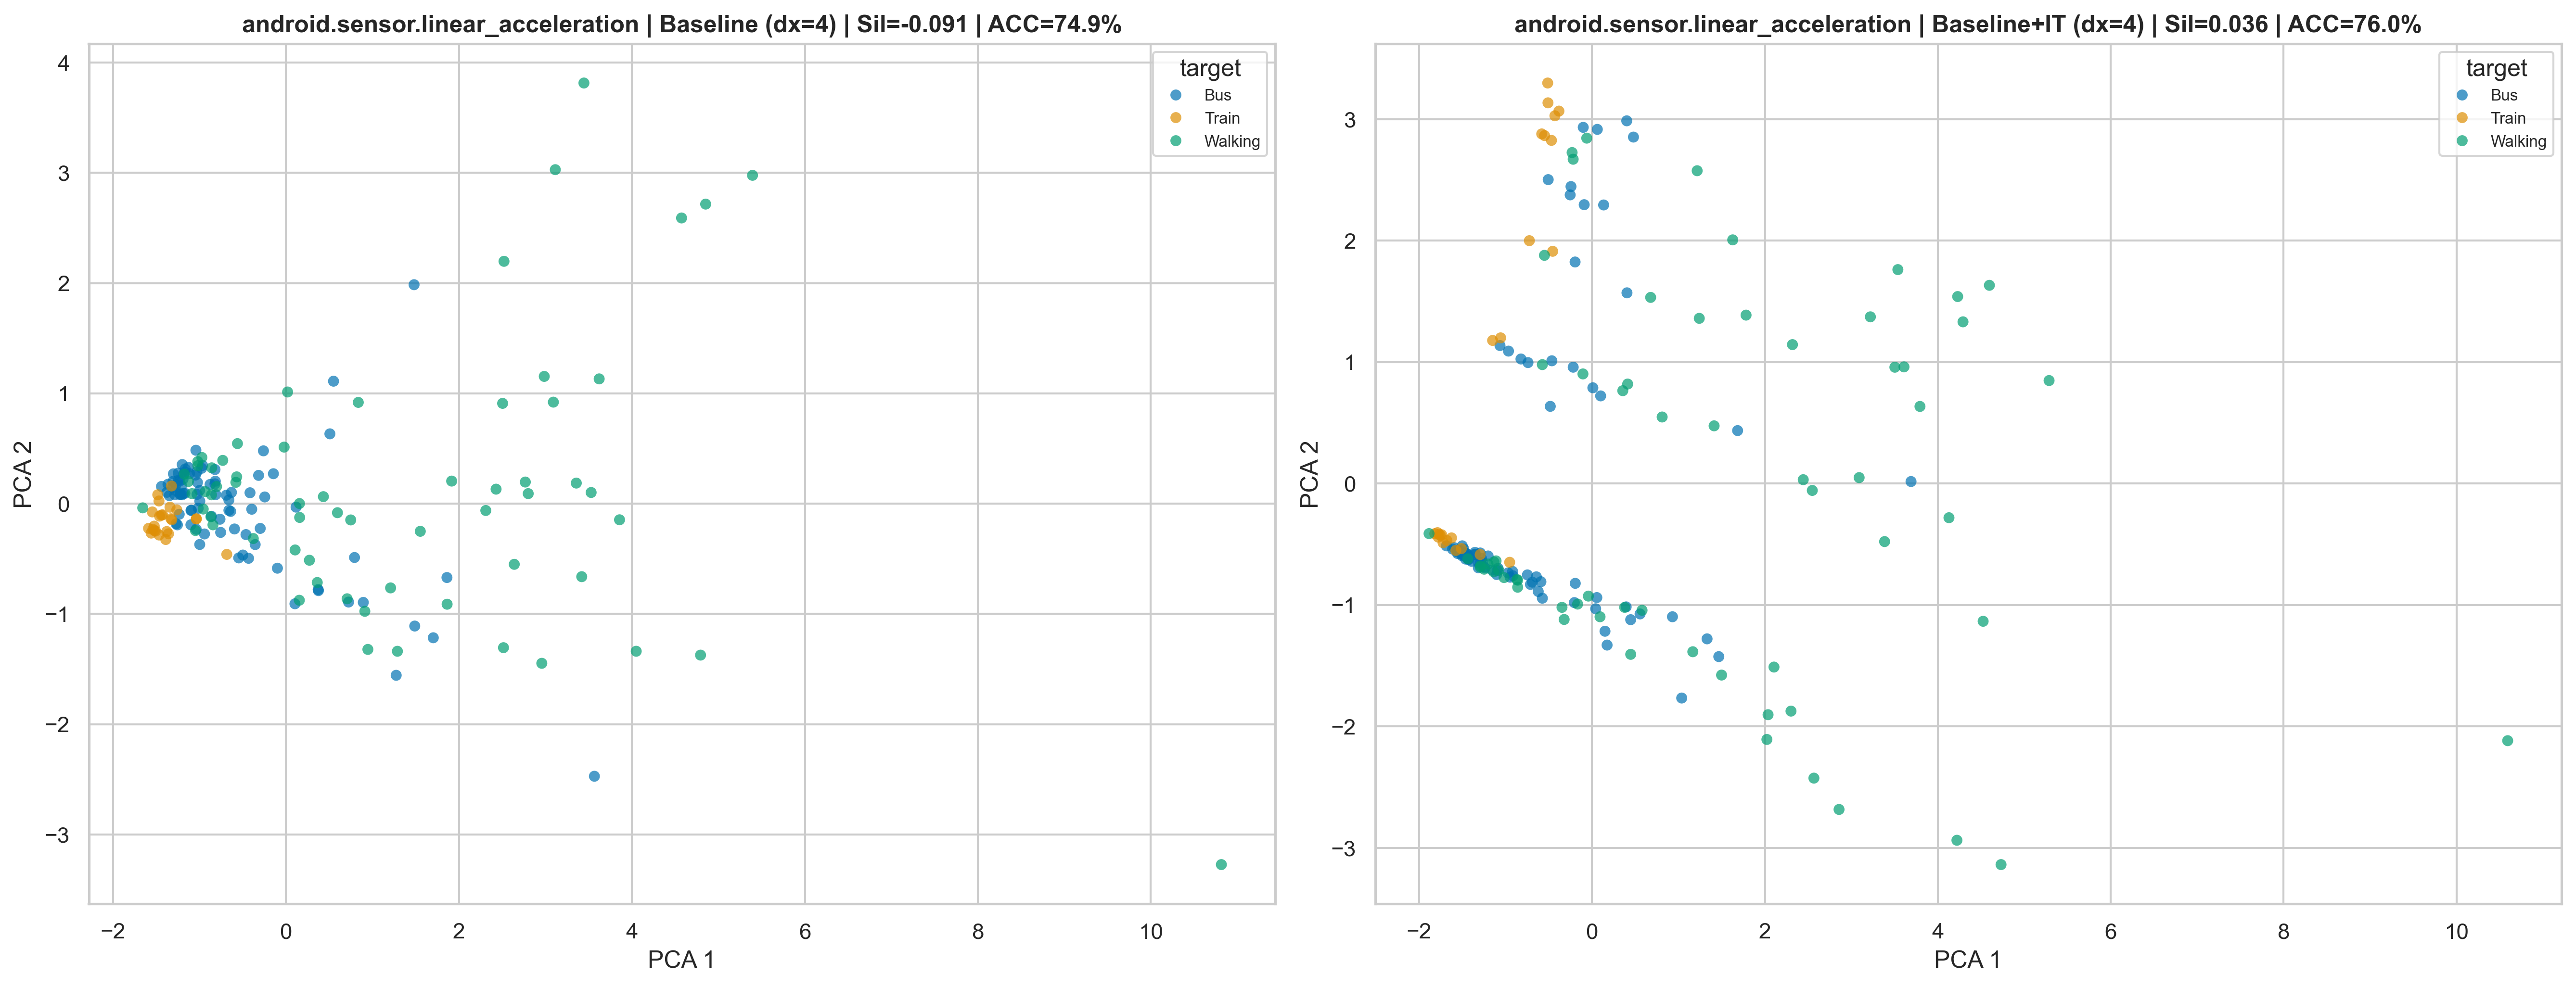 android.sensor.linear_acceleration | Baseline (dx=4) | Sil=-0.091 | ACC=74.9%
target
Bus
Train
Walking
4
3
2
1
0
−1
−2
−3
PCA 2
−2
0
2
4
6
8
10
PCA 1
android.sensor.linear_acceleration | Baseline+IT (dx=4) | Sil=0.036 | ACC=76.0%
target
Bus
Train
Walking
3
2
1
0
−1
−2
−3
PCA 2
−2
0
2
4
6
8
10
PCA 1